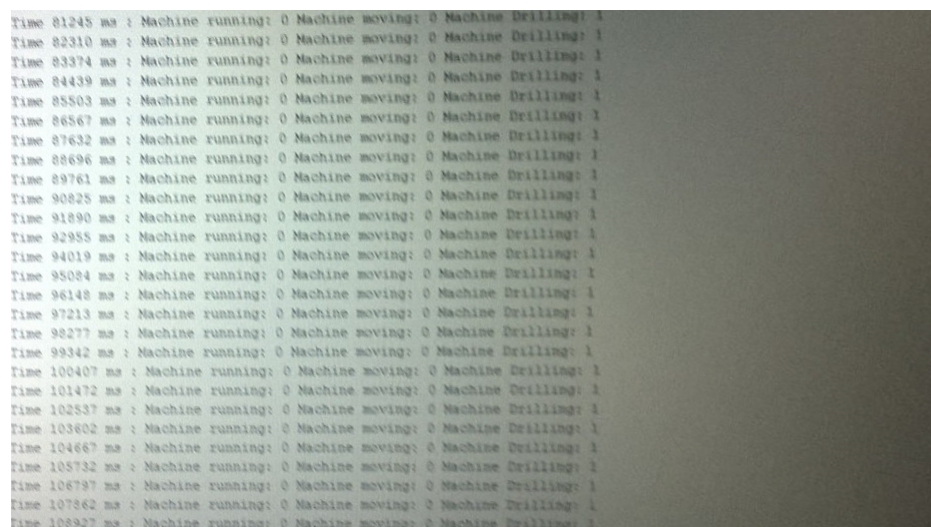 Time 81245 ms : Machine running: 0 Machine moving: 0 Machine Drilling: 1
Time 82310 ms : Machine running: 0 Machine moving: 0 Machine Drilling: 1
Time 83374 ms : Machine running: 0 Machine moving: 0 Machine Drilling: 1
Time 84439 ms : Machine running: 0 Machine moving: 0 Machine Drilling: 1
Time 85503 ms : Machine running: 0 Machine moving: 0 Machine Drilling: 1
Time 86567 ms : Machine running: 0 Machine moving: 0 Machine Drilling: 1
Time 87632 ms : Machine running: 0 Machine moving: 0 Machine Drilling: 1
Time 88696 ms : Machine running: 0 Machine moving: 0 Machine Drilling: 1
Time 89761 ms : Machine running: 0 Machine moving: 0 Machine Drilling: 1
Time 90825 ms : Machine running: 0 Machine moving: 0 Machine Drilling: 1
Time 91890 ms : Machine running: 0 Machine moving: 0 Machine Drilling: 1
Time 92955 ms : Machine running: 0 Machine moving: 0 Machine Drilling: 1
Time 94019 ms : Machine running: 0 Machine moving: 0 Machine Drilling: 1
Time 95084 ms : Machine running: 0 Machine moving: 0 Machine Drilling: 1
Time 96148 ms : Machine running: 0 Machine moving: 0 Machine Drilling: 1
Time 97213 ms : Machine running: 0 Machine moving: 0 Machine Drilling: 1
Time 98277 ms : Machine running: 0 Machine moving: 0 Machine Drilling: 1
Time 99342 ms : Machine running: 0 Machine moving: 0 Machine Drilling: 1
Time 100407 ms : Machine running: 0 Machine moving: 0 Machine Drilling: 1
Time 101472 ms : Machine running: 0 Machine moving: 0 Machine Drilling: 1
Time 102537 ms : Machine running: 0 Machine moving: 0 Machine Drilling: 1
Time 103602 ms : Machine running: 0 Machine moving: 0 Machine Drilling: 1
Time 104667 ms : Machine running: 0 Machine moving: 0 Machine Drilling: 1
Time 105732 ms : Machine running: 0 Machine moving: 0 Machine Drilling: 1
Time 106797 ms : Machine running: 0 Machine moving: 0 Machine Drilling: 1
Time 107862 ms : Machine running: 0 Machine moving: 0 Machine Drilling: 1
Time 108927 ms : Machine running: 0 Machine moving: 0 Machine Drilling: 1